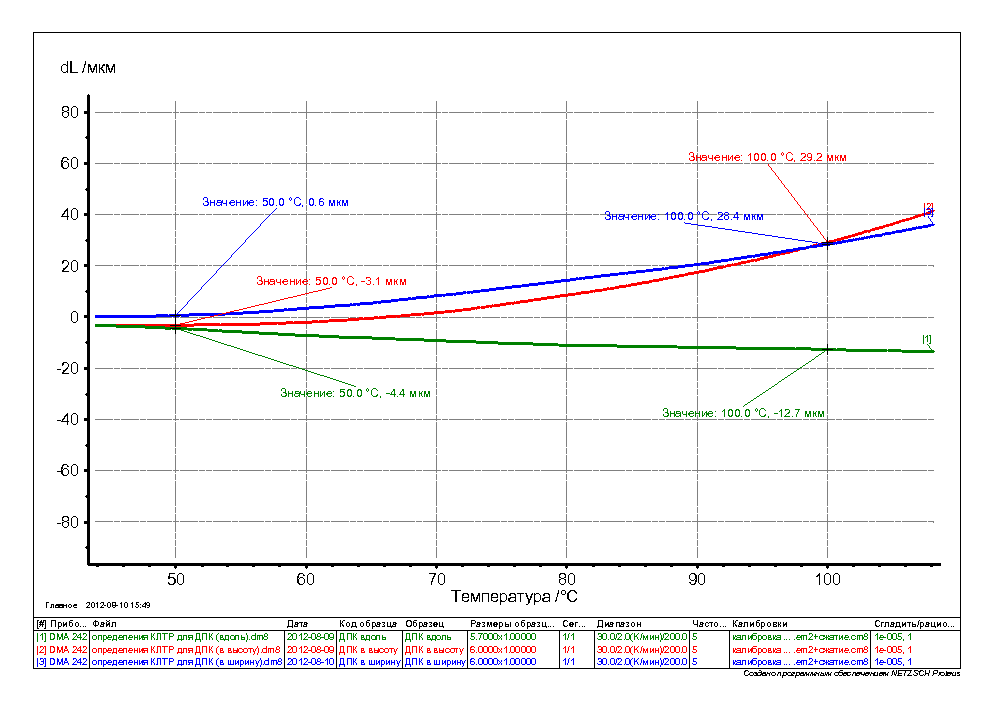 dL /мкм
80
60
40
20
0
-20
-40
-60
-80
Значение: 100.0 °C, 29.2 мкм
Значение: 50.0 °C, 0.6 мкм
Значение: 100.0 °C, 28.4 мкм
[2]
[3]
Значение: 50.0 °C, -3.1 мкм
[1]
Значение: 50.0 °C, -4.4 мкм
Значение: 100.0 °C, -12.7 мкм
50 60 70 80 90 100
Температура /°C
Главное 2012-08-10 15:49
[#] Прибо... Файл Дата Код образца Образец Размеры образц... Сег... Диапазон Часто... Калибровки Сгладить/рацио...
[1] DMA 242 определения КЛТР для ДПК (вдоль).dm8 2012-08-09 ДПК вдоль ДПК вдоль 5.7000x1.00000 1/1 30.0/2.0(К/мин)/200.0 5 калибровка ... .em2+сжатие.cm8 1e-005, 1
[2] DMA 242 определения КЛТР для ДПК (в высоту).dm8 2012-08-09 ДПК в высоту ДПК в высоту 6.0000x1.00000 1/1 30.0/2.0(К/мин)/200.0 5 калибровка ... .em2+сжатие.cm8 1e-005, 1
[3] DMA 242 определения КЛТР для ДПК (в ширину).dm8 2012-08-10 ДПК в ширину ДПК в ширину 6.0000x1.00000 1/1 30.0/2.0(К/мин)/200.0 5 калибровка ... .em2+сжатие.cm8 1e-005, 1
Создано программным обеспечением NETZSCH Proteus